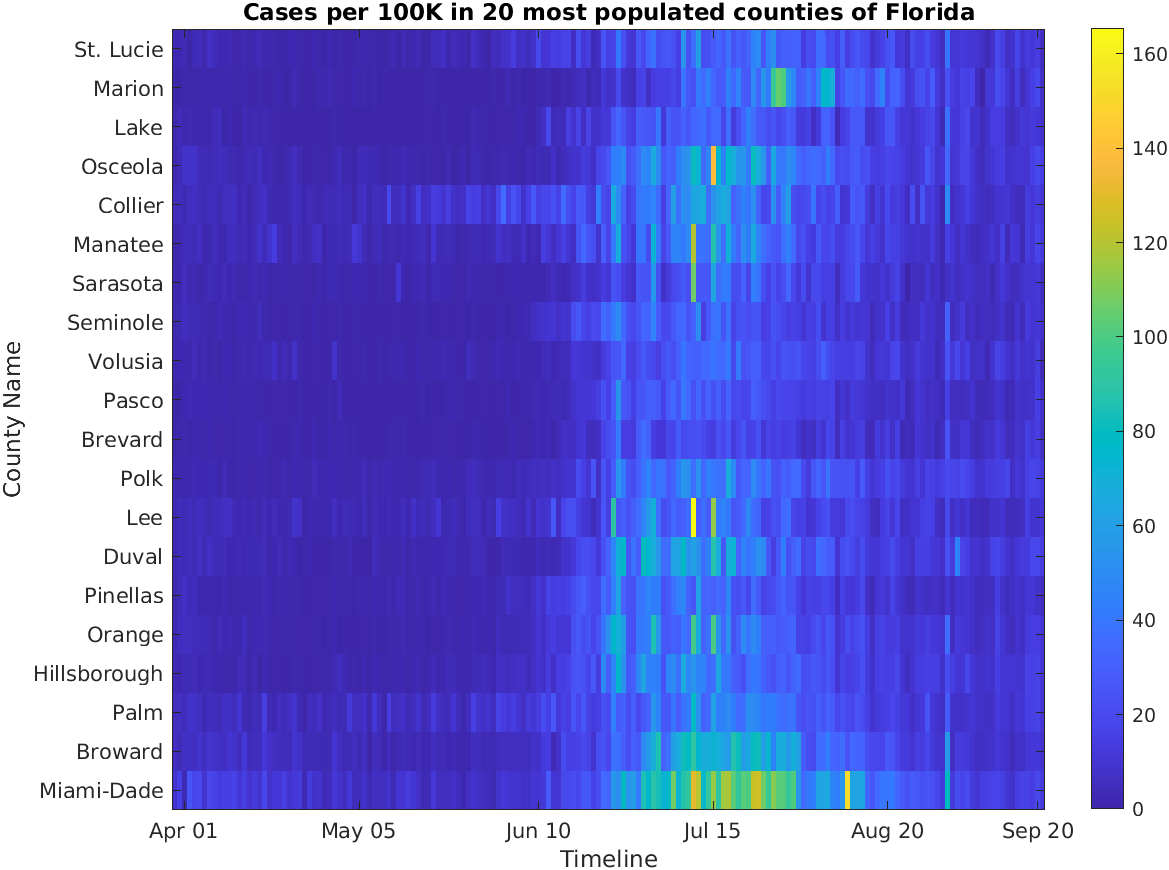 Cases per 100K in 20 most populated counties of Florida
County Name
St. Lucie
Marion
Lake
Osceola
Collier
Manatee
Sarasota
Seminole
Volusia
Pasco
Brevard
Polk
Lee
Duval
Pinellas
Orange
Hillsborough
Palm
Broward
Miami-Dade
Apr 01 May 05 Jun 10 Jul 15 Aug 20 Sep 20
Timeline
160
140
120
100
80
60
40
20
0